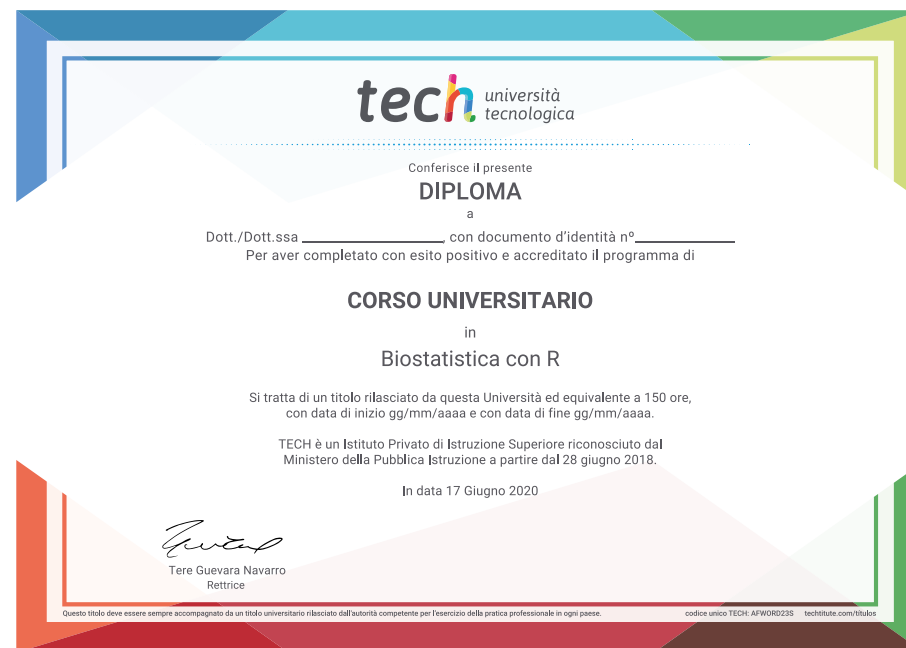 tech università
tecnologica
Conferisce il presente
DIPLOMA
a
Dott./Dott.ssa ____________________, con documento d'identità nº______________
Per aver completato con esito positivo e accreditato il programma di
CORSO UNIVERSITARIO
in
Biostatistica con R
Si tratta di un titolo rilasciato da questa Università ed equivalente a 150 ore,
con data di inizio gg/mm/aaaa e con data di fine gg/mm/aaaa.
TECH è un Istituto Privato di Istruzione Superiore riconosciuto dal
Ministero della Pubblica Istruzione a partire dal 28 giugno 2018.
In data 17 Giugno 2020
Tere Guevara Navarro
Rettrice
Questo titolo deve essere sempre accompagnato da un titolo universitario rilasciato dall'autorità competente per l'esercizio della pratica professionale in ogni paese. codice unico TECH: AFWORD23S techtitute.com/títulos